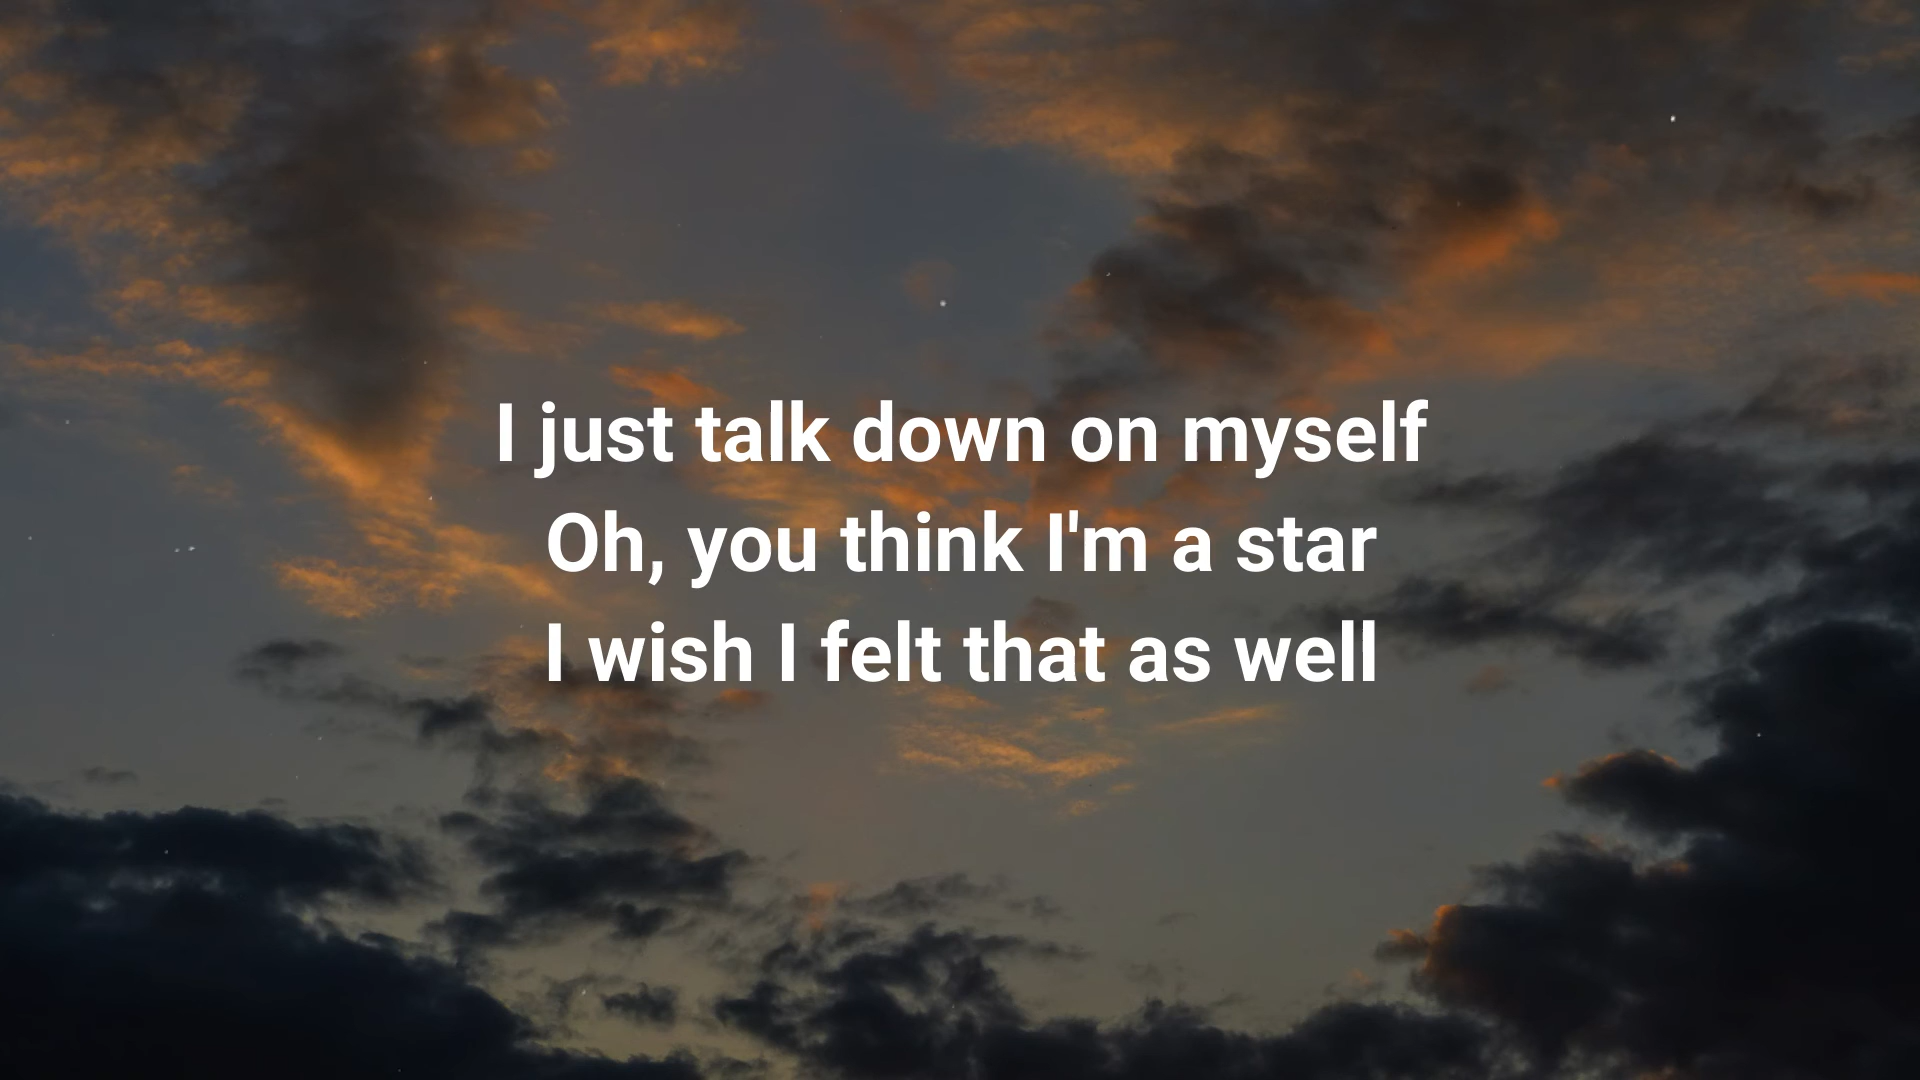 I just talk down on myself
Oh, you think I'm a star
I wish I felt that as well